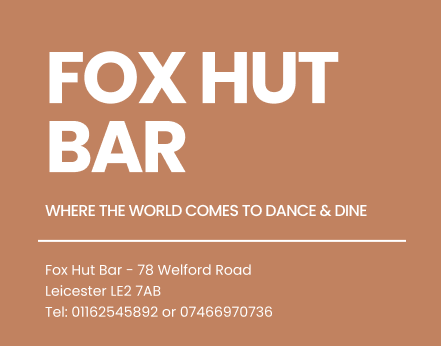 FOX HUT
BAR
WHERE THE WORLD COMES TO DANCE & DINE
Fox Hut Bar - 78 Welford Road
Leicester LE2 7AB
Tel: 01162545892 or 07466970736